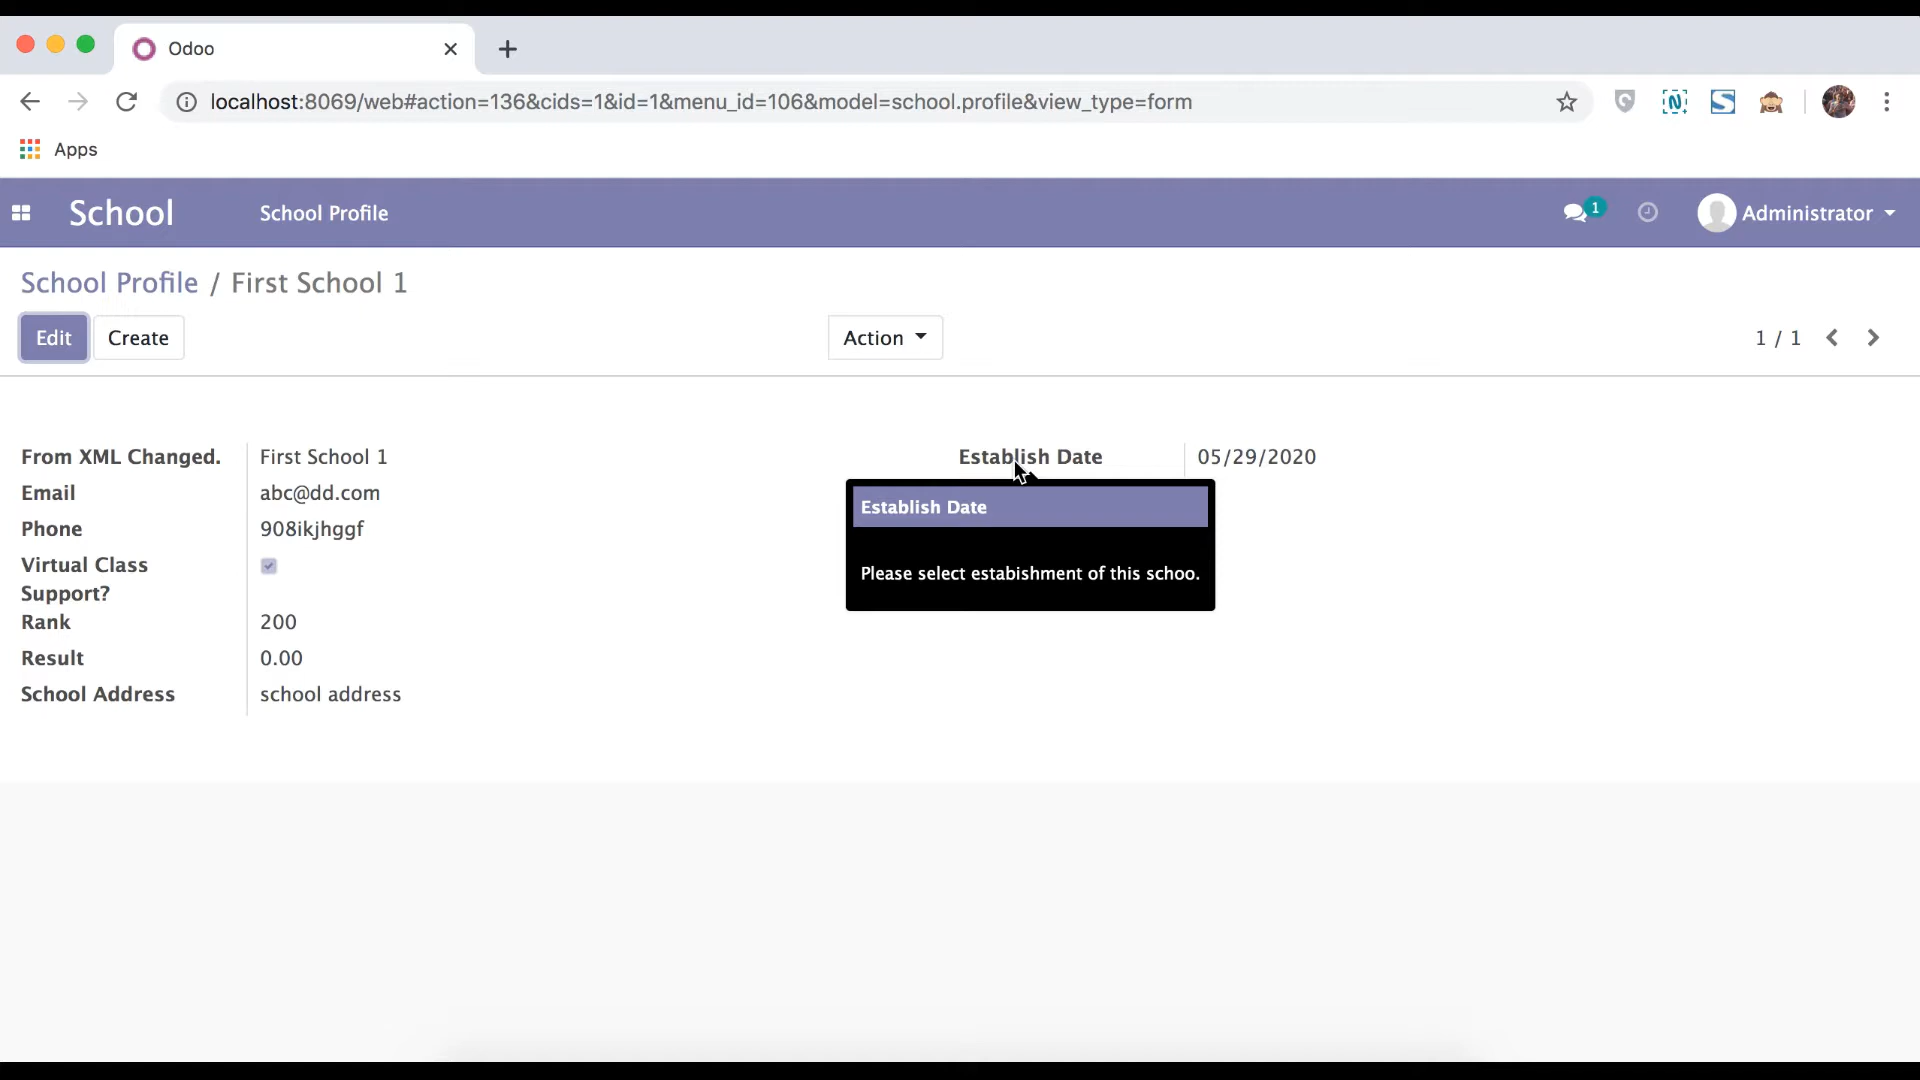 Odoo
localhost:8069/web#action=136&cids=1&id=1&menu_id=106&model=school.profile&view_type=form
Apps
School School Profile 1 Administrator
School Profile / First School 1
Edit Create Action 1 / 1
From XML Changed. First School 1 Establish Date 05/29/2020
Email abc@dd.com
Establish Date
Phone 908ikjhggf
Virtual Class Support?
Please select estabishment of this schoo.
Rank 200
Result 0.00
School Address school address